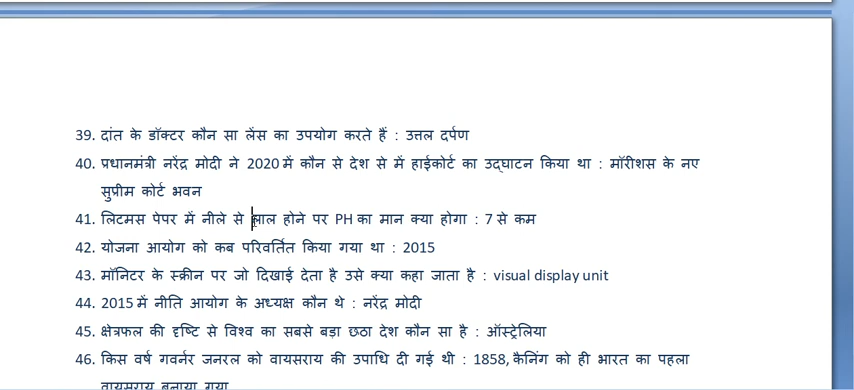 39. दांत के डॉक्टर कौन सा लेंस का उपयोग करते हैं : उत्तल दर्पण
40. प्रधानमंत्री नरेंद्र मोदी ने 2020 में कौन से देश से में हाईकोर्ट का उद्घाटन किया था : मॉरीशस के नए
सुप्रीम कोर्ट भवन
41. लिटमस पेपर में नीले से लाल होने पर PH का मान क्या होगा : 7 से कम
42. योजना आयोग को कब परिवर्तित किया गया था : 2015
43. मॉनिटर के स्क्रीन पर जो दिखाई देता है उसे क्या कहा जाता है : visual display unit
44. 2015 में नीति आयोग के अध्यक्ष कौन थे : नरेंद्र मोदी
45. क्षेत्रफल की दृष्टि से विश्व का सबसे बड़ा छठा देश कौन सा है : ऑस्ट्रेलिया
46. किस वर्ष गवर्नर जनरल को वायसराय की उपाधि दी गई थी : 1858, कैनिंग को ही भारत का पहला
वायसराय बनाया गया